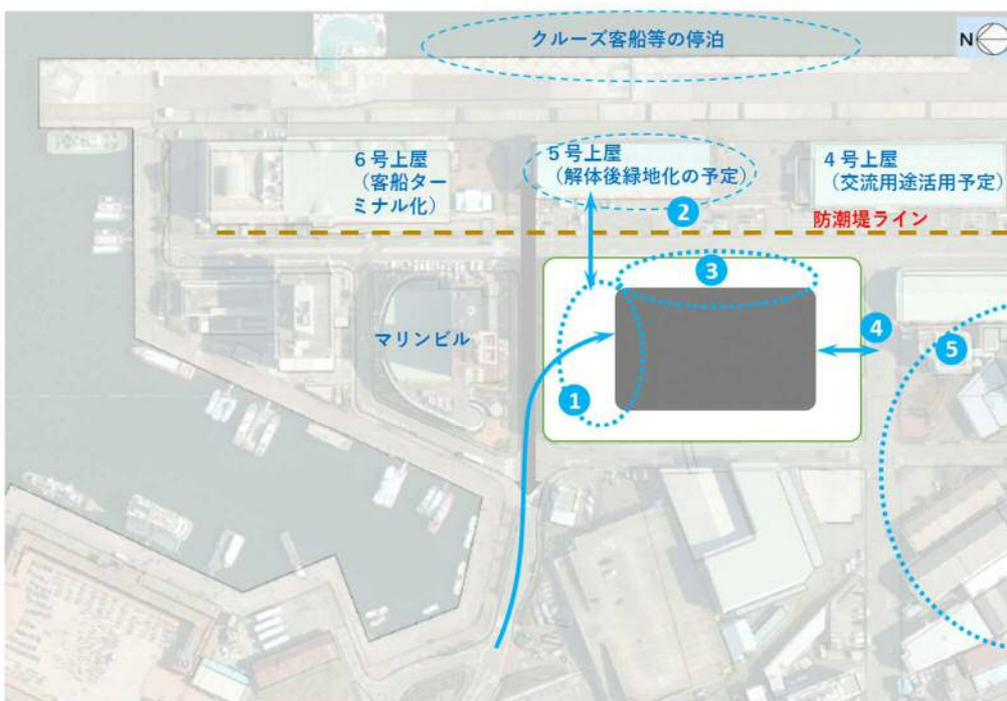 クルーズ客船等の停泊
N
6号上屋
（客船ター
ミナル化）
5号上屋
（解体後緑地化の予定）
4号上屋
（交流用途活用予定）
2
防潮堤ライン
3
マリンビル
4
5
1